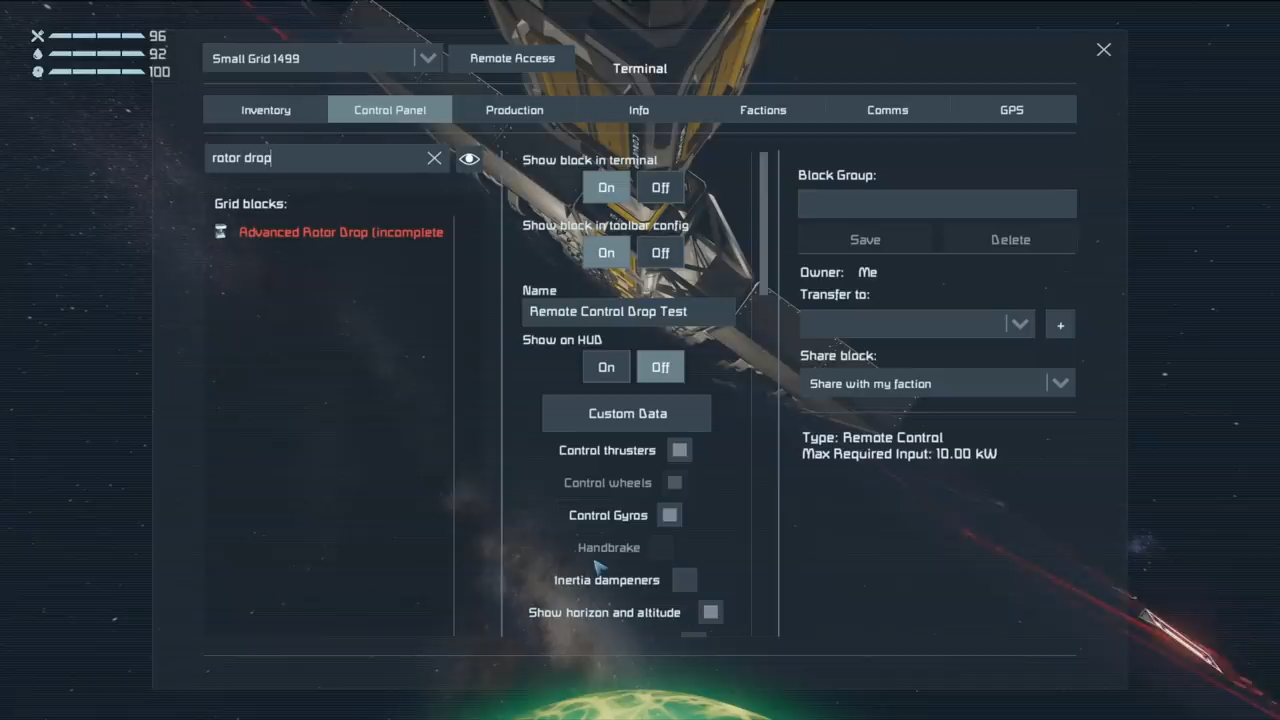 96
92
100
Small Grid 1499
Remote Access
Terminal
Inventory
Control Panel
Production
Info
Factions
Comms
GPS
rotor drop
Grid blocks:
Advanced Rotor Drop (incomplete
Show block in terminal
On
Off
Show block in toolbar config
On
Off
Name
Remote Control Drop Test
Show on HUD
On
Off
Custom Data
Control thrusters
Control wheels
Control Gyros
Handbrake
Inertia dampeners
Show horizon and altitude
Block Group:
Save
Delete
Owner: Me
Transfer to:
+
Share block:
Share with my faction
Type: Remote Control
Max Required Input: 10.00 kW